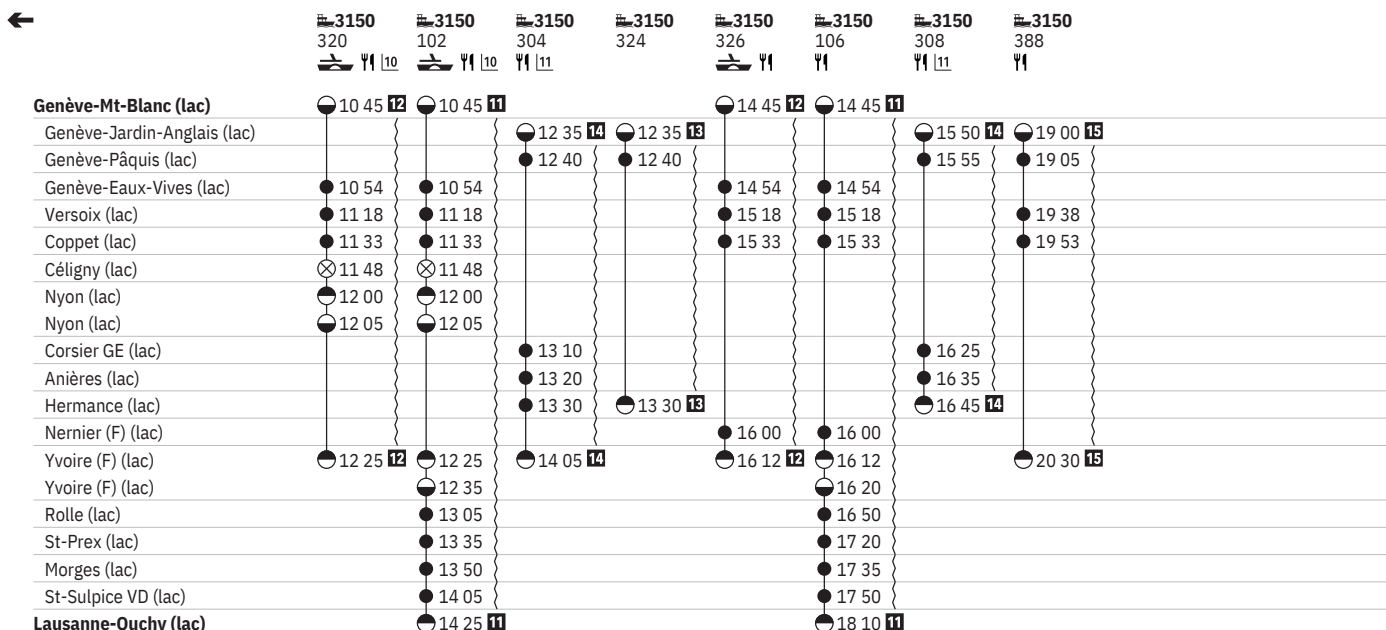 3150 3150 3150 3150 3150 3150 3150 3150
320 102 304 324 326 106 308 388
10 10 11 11
Genève-Mt-Blanc (lac) 10 45 12 10 45 11 14 45 12 14 45 11
Genève-Jardin-Anglais (lac) 12 35 14 12 35 13 15 50 14 19 00 15
Genève-Pâquis (lac) 12 40 12 40 15 55 19 05
Genève-Eaux-Vives (lac) 10 54 10 54 14 54 14 54
Versoix (lac) 11 18 11 18 15 18 15 18 19 38
Coppet (lac) 11 33 11 33 15 33 15 33 19 53
Céligny (lac) 11 48 11 48
Nyon (lac) 12 00 12 00
Nyon (lac) 12 05 12 05
Corsier GE (lac) 13 10 16 25
Anières (lac) 13 20 16 35
Hermance (lac) 13 30 13 30 13 16 45 14
Nernier (F) (lac) 16 00 16 00
Yvoire (F) (lac) 12 25 12 12 25 14 05 14 16 12 12 16 12 20 30 15
Yvoire (F) (lac) 12 35 16 20
Rolle (lac) 13 05 16 50
St-Prex (lac) 13 35 17 20
Morges (lac) 13 50 17 35
St-Sulpice VD (lac) 14 05 17 50
Lausanne-Ouchy (lac) 14 25 11 18 10 11